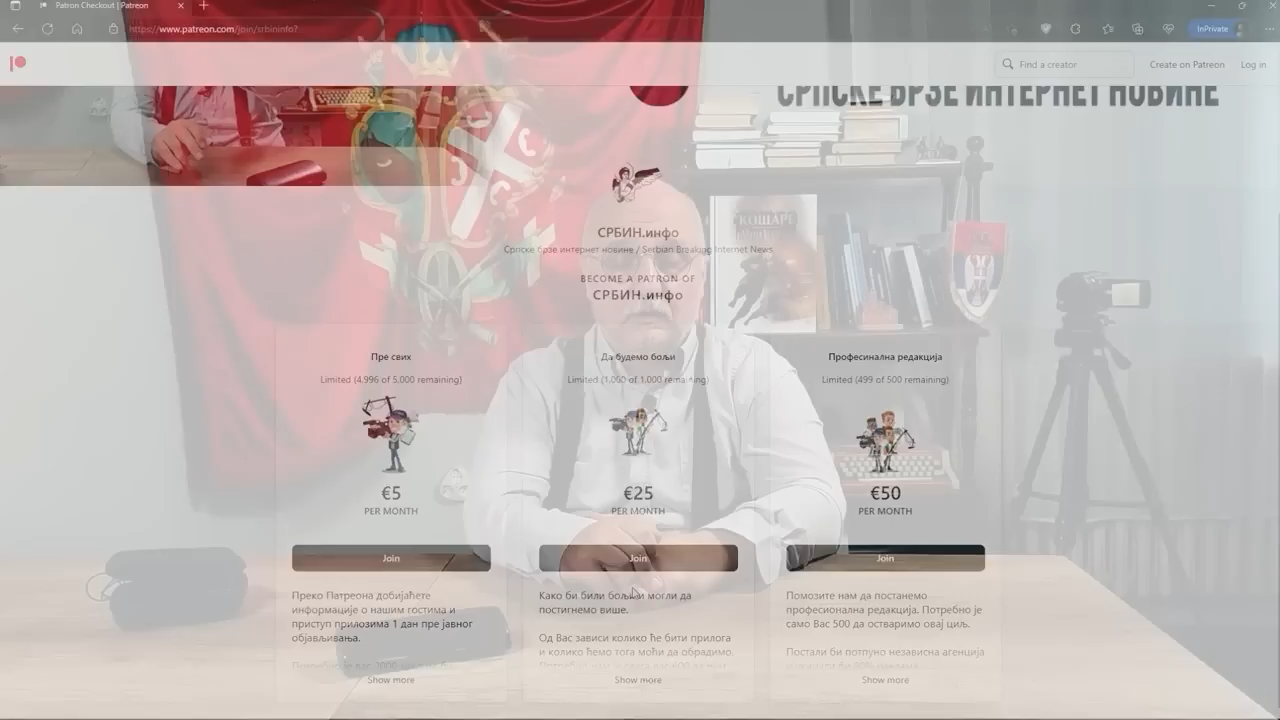 Patron Checkout | Patreon
https://www.patreon.com/join/srbininfo?
InPrivate
Find a creator
Create on Patreon
Log in
СРПСКЕ БРЗЕ ИНТЕРНЕТ НОВИНЕ
КОШАРЕ
СРБИН.инфо
Српске брзе интернет новине / Serbian Breaking Internet News
BECOME A PATRON OF
СРБИН.инфо
Пре свих
Limited (4,996 of 5,000 remaining)
€5
PER MONTH
Join
Преко Патреона добијаћете
информације о нашим гостима и
приступ прилозима 1 дан пре јавног
објављивања.
Show more
Да будемо бољи
Limited (1,000 of 1,000 remaining)
€25
PER MONTH
Join
Како би били бољи и могли да
постигнемо више.
Од Вас зависи колико ће бити прилога
и колико ћемо тога моћи да обрадимо.
Show more
Професинална редакција
Limited (499 of 500 remaining)
€50
PER MONTH
Join
Помозите нам да постанемо
професионална редакција. Потребно је
само Вас 500 да остваримо овај циљ.
Постали би потпуно независна агенција
Show more